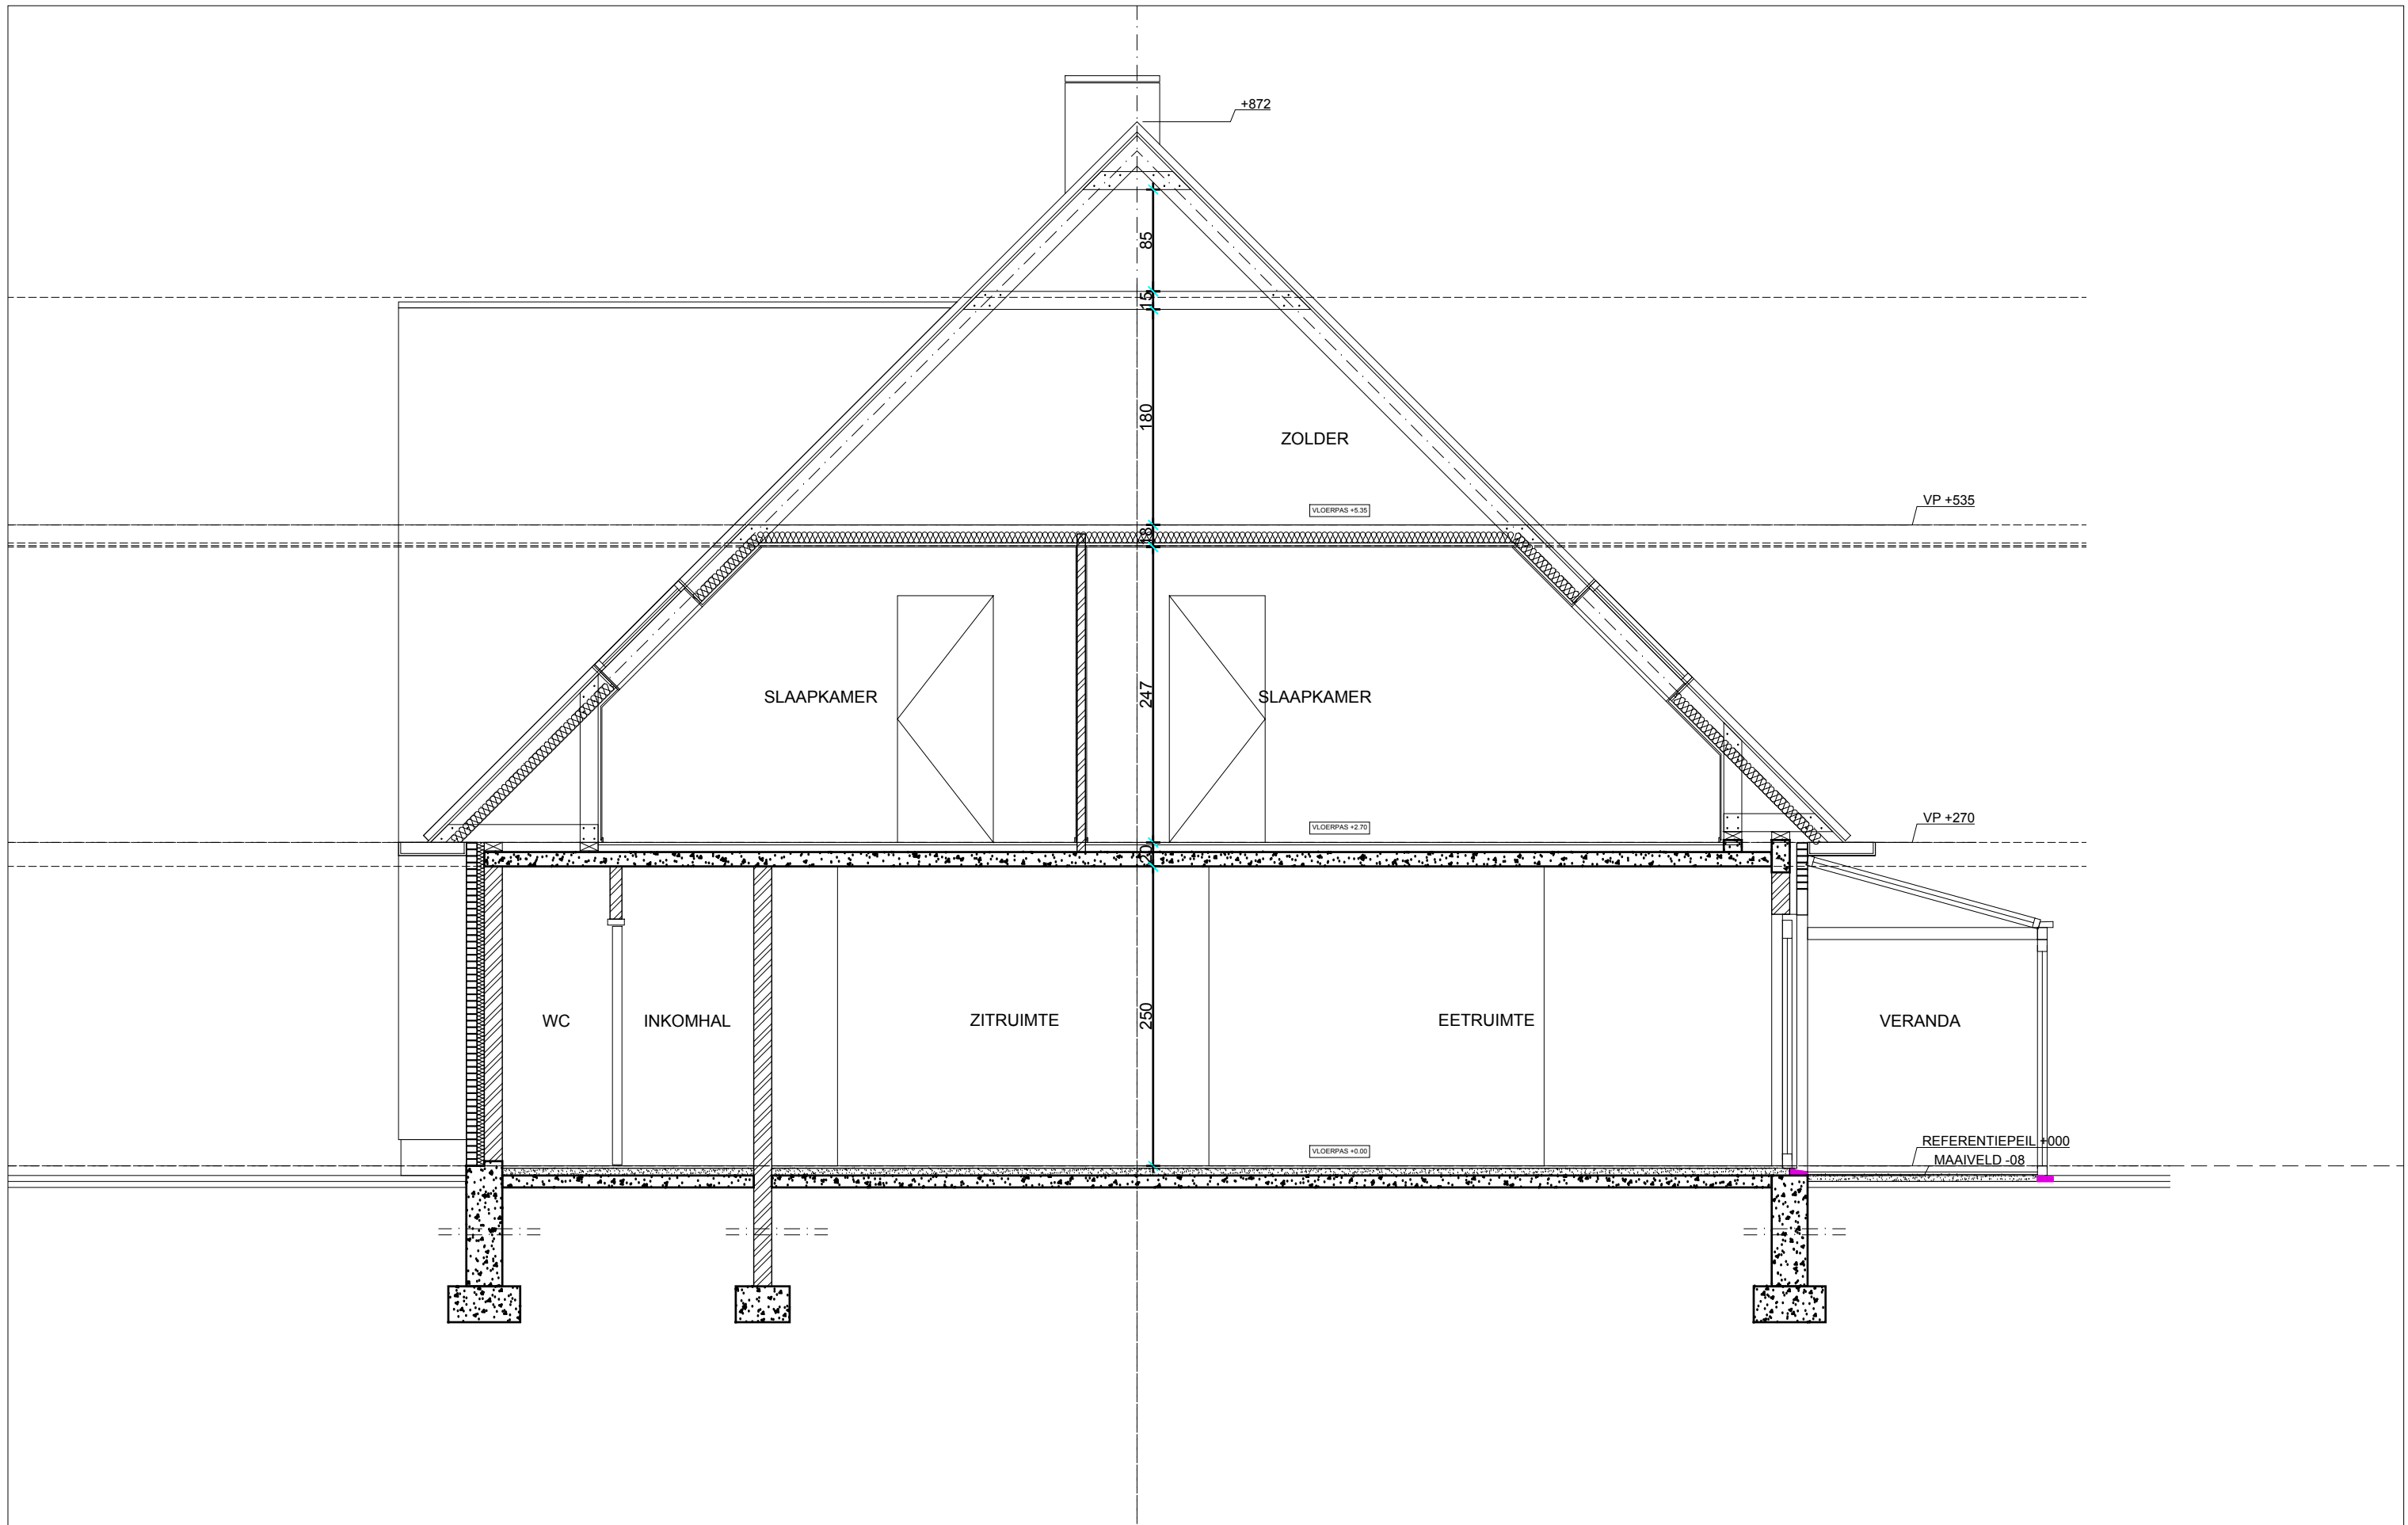 +872
85
15
180
ZOLDER
VP +535
VLOERPAS +5.35
18
SLAAPKAMER
247
SLAAPKAMER
VP +270
VLOERPAS +2.70
20
WC
INKOMHAL
ZITRUIMTE
250
EETRUIMTE
VERANDA
REFERENTIEPEIL +000
VLOERPAS +0.00
MAAIVELD -08